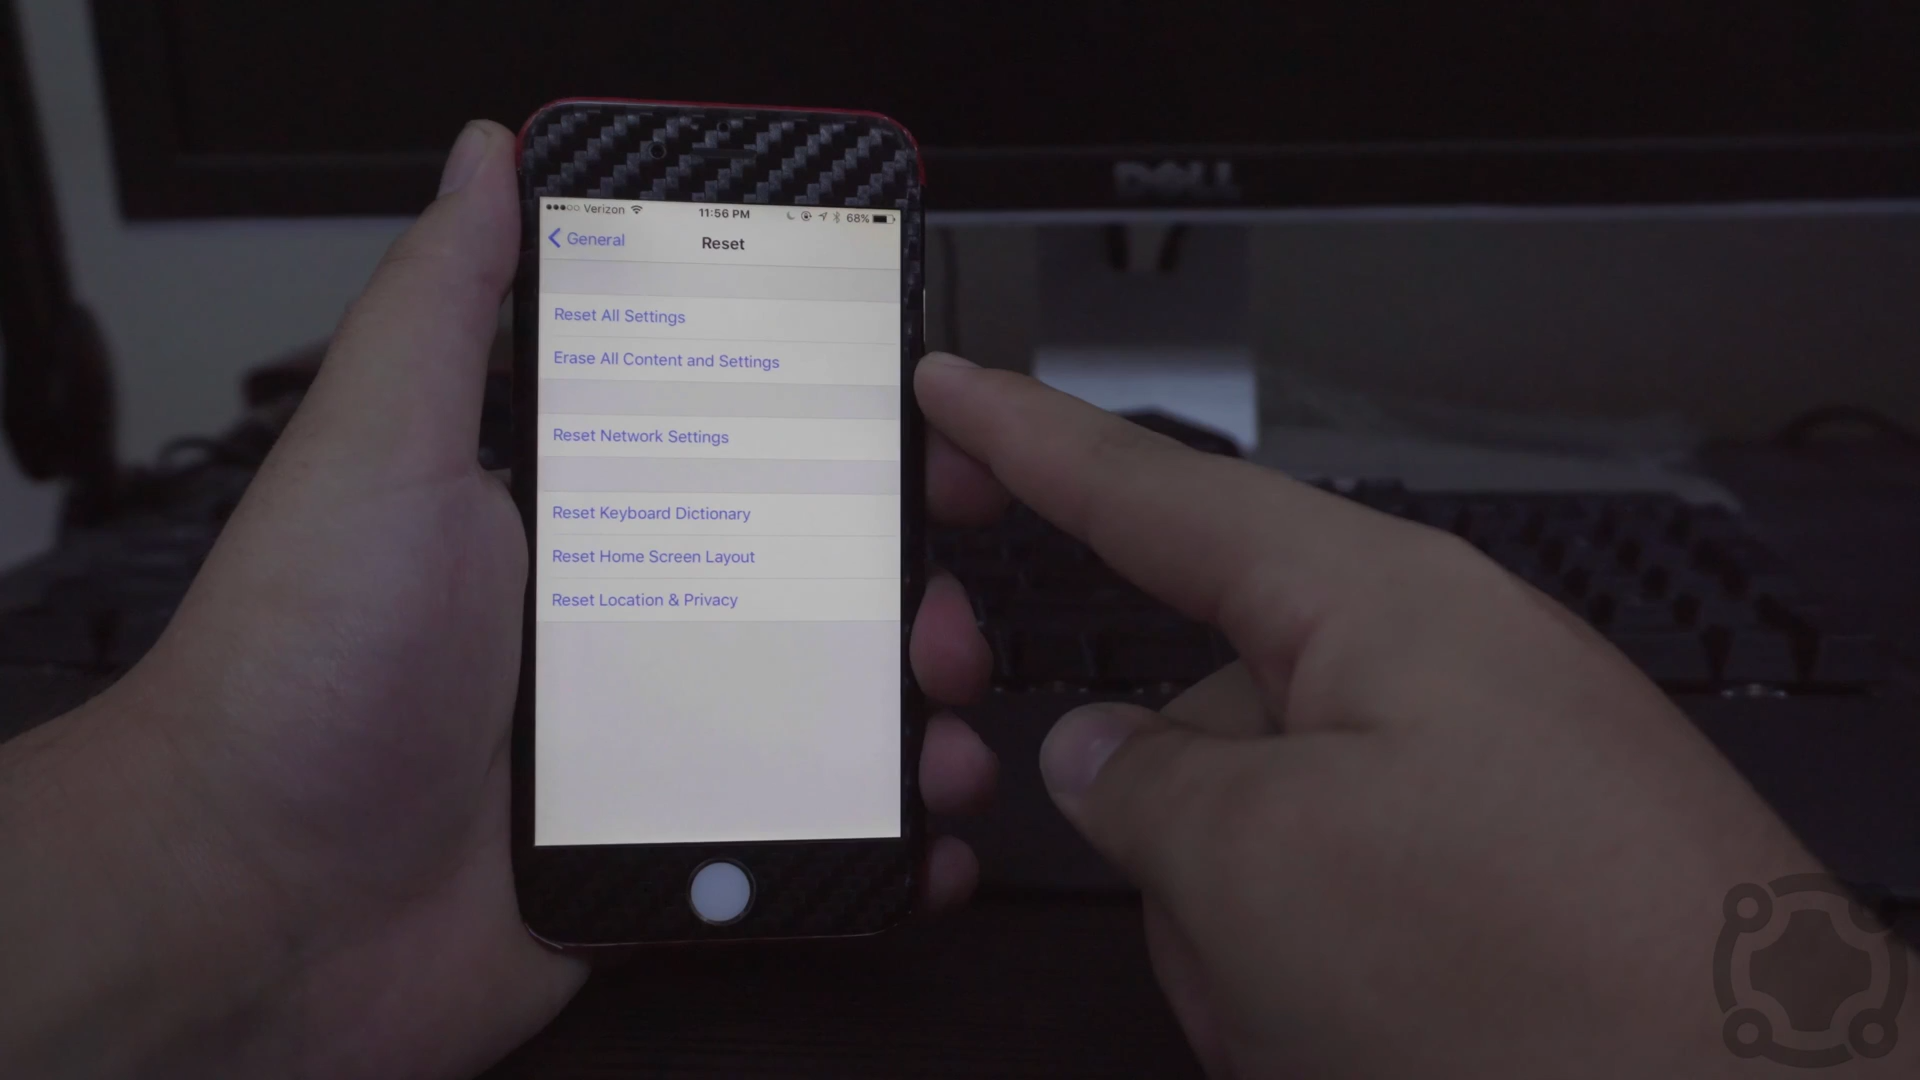 DELL
Verizon 11:56 PM 68%
General Reset
Reset All Settings
Erase All Content and Settings
Reset Network Settings
Reset Keyboard Dictionary
Reset Home Screen Layout
Reset Location & Privacy